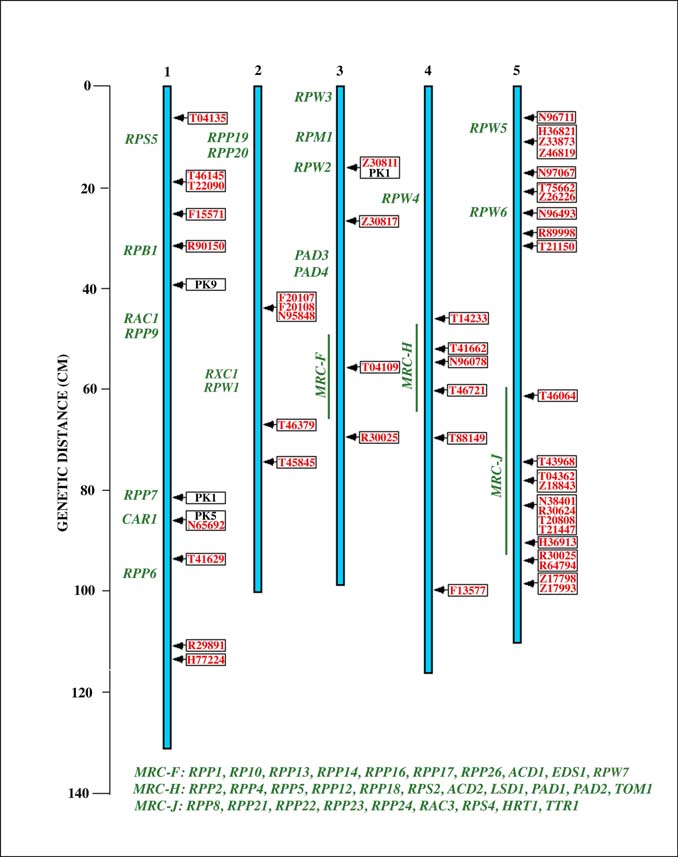 1 2 3 4 5
GENETIC DISTANCE (CM)
0
20
40
60
80
100
120
140
RPS5
RPB1
RAC1
RPP9
RPP7
CAR1
RPP6
T04135
T46145
T22090
F15571
R90150
PK9
PK1
PK5
N65692
T41629
R29891
H77224
RPP19
RPP20
RXC1
RPW1
F20107
F20108
N95848
T46379
T45845
RPW3
RPM1
RPW2
PAD3
PAD4
MRC-F
Z30811
PK1
Z30817
T04109
R30025
RPW4
MRC-H
T14233
T41662
N96078
T46721
T88149
F13577
RPW5
RPW6
MRC-J
N96711
H36821
Z33873
Z46819
N97067
T75662
Z26226
N96493
R89998
T21150
T46064
T43968
T04362
Z18843
N38401
R30624
T20808
T21447
H36913
R30025
R64794
Z17798
Z17993
MRC-F: RPP1, RP10, RPP13, RPP14, RPP16, RPP17, RPP26, ACD1, EDS1, RPW7
MRC-H: RPP2, RPP4, RPP5, RPP12, RPP18, RPS2, ACD2, LSD1, PAD1, PAD2, TOM1
MRC-J: RPP8, RPP21, RPP22, RPP23, RPP24, RAC3, RPS4, HRT1, TTR1